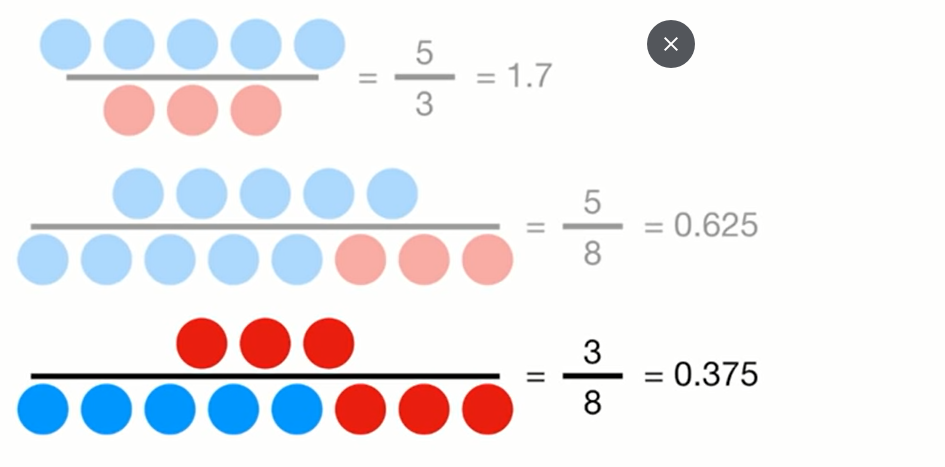 = 5/3 = 1.7
= 5/8 = 0.625
= 3/8 = 0.375